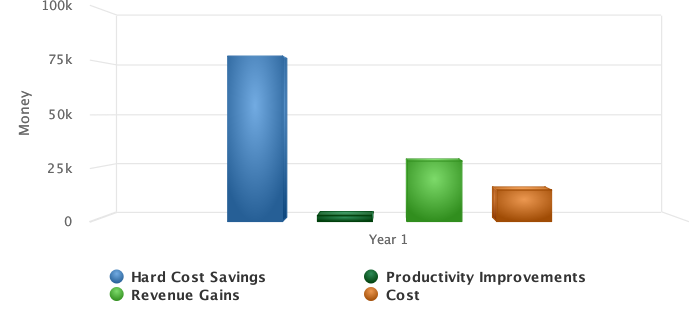 100k
75k
50k
25k
0
Money
Year 1
Hard Cost Savings
Productivity Improvements
Revenue Gains
Cost